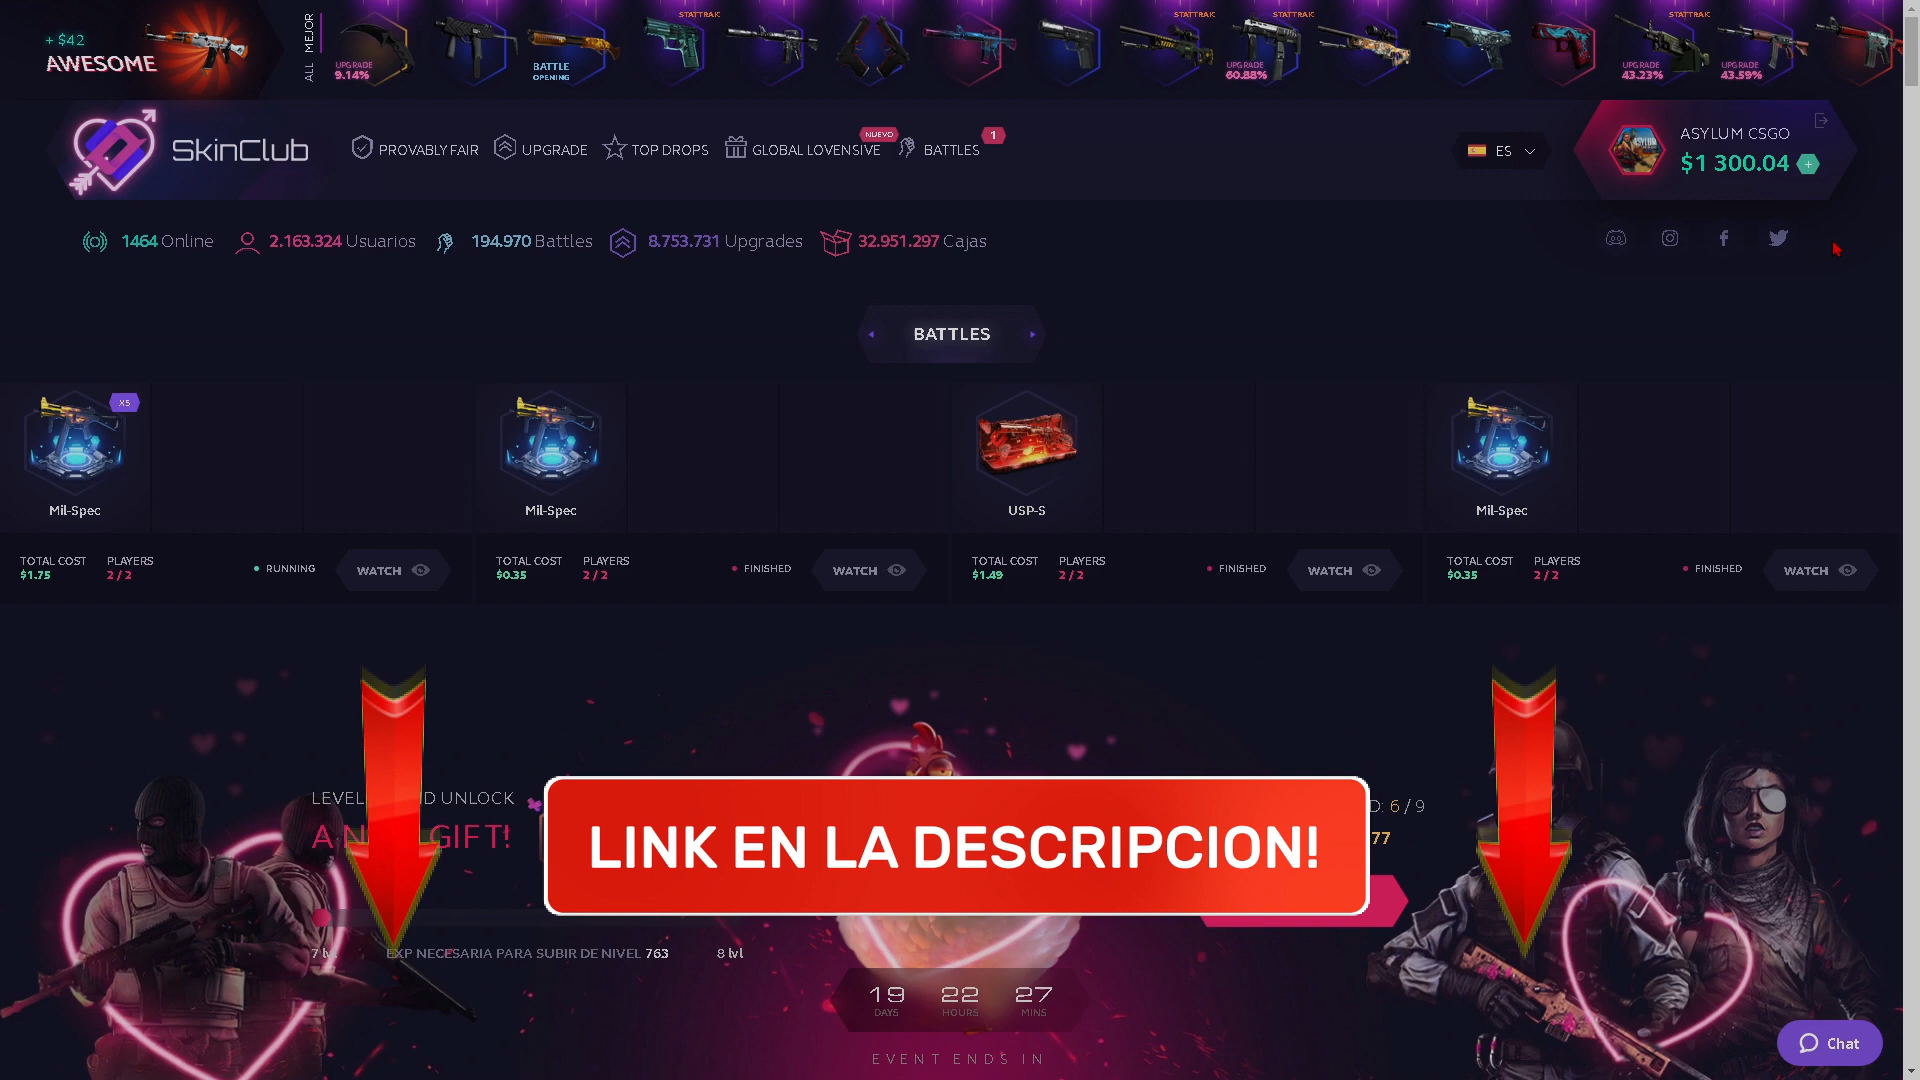 + $42
AWESOME
ALL MEJOR
UPGRADE
9.14%
BATTLE
OPENING
STATTRAK
STATTRAK
UPGRADE
60.88%
STATTRAK
STATTRAK
UPGRADE
43.23%
UPGRADE
43.59%
SkinClub
PROVABLY FAIR
UPGRADE
TOP DROPS
GLOBAL LOVENSIVE
NUEVO
BATTLES
1
ES
ASYLUM CSGO
$1 300.04
+
1464 Online
2.163.324 Usuarios
194.970 Battles
8.753.731 Upgrades
32.951.297 Cajas
BATTLES
X5
Mil-Spec
Mil-Spec
USP-S
Mil-Spec
TOTAL COST
$1.75
PLAYERS
2 / 2
RUNNING
WATCH
TOTAL COST
$0.35
PLAYERS
2 / 2
FINISHED
WATCH
TOTAL COST
$1.49
PLAYERS
2 / 2
FINISHED
WATCH
TOTAL COST
$0.35
PLAYERS
2 / 2
FINISHED
WATCH
LEVEL D UNLOCK
A N GIFT!
D: 6 / 9
77
LINK EN LA DESCRIPCION!
7 lvl
EXP NECESARIA PARA SUBIR DE NIVEL 763
8 lvl
19 22 27
DAYS HOURS MINS
EVENT ENDS IN
Chat